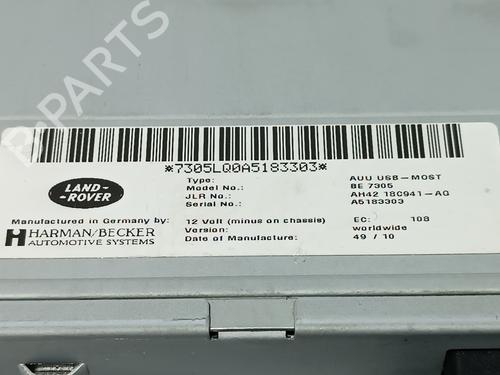 B-PARTS
*7305LQ0A5183303*
LAND-
ROVER
Type: AUU USB-MOST
Model No.: BE 7305
JLR No.: AH42 18C941-AG
Serial No.: A5183303
Manufactured in Germany by: 12 Volt (minus on chassis) EC: 108
HARMAN/BECKER Version: worldwide
AUTOMOTIVE SYSTEMS Date of Manufacture: 49 / 10